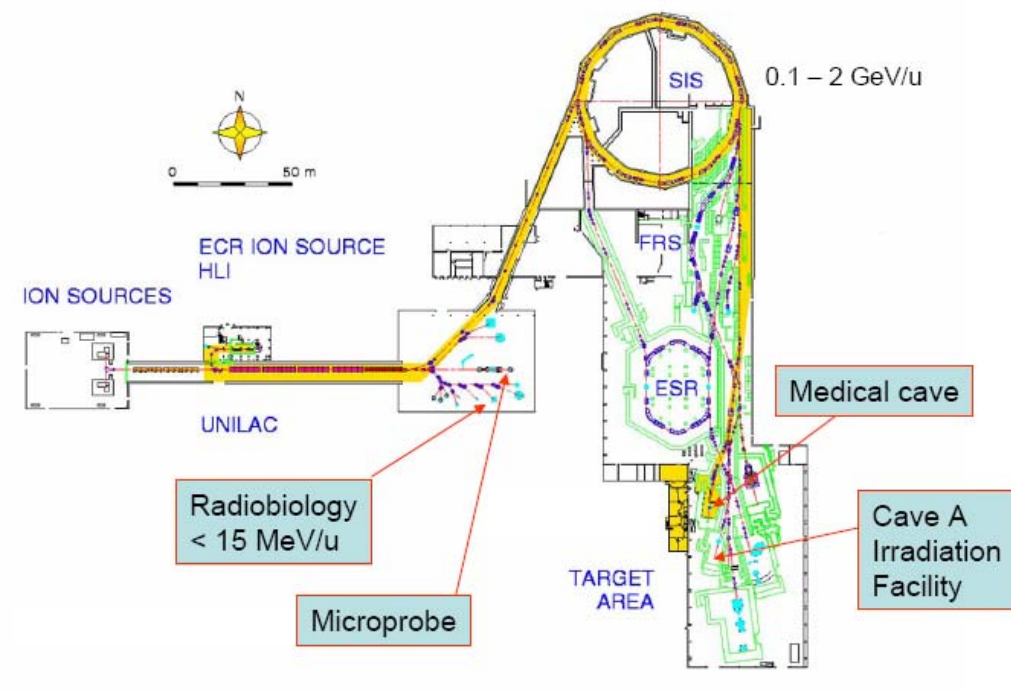 SIS
0.1 – 2 GeV/u
N
0
50 m
ECR ION SOURCE
HLI
FRS
ION SOURCES
ESR
Medical cave
UNILAC
Radiobiology
< 15 MeV/u
Cave A
Irradiation
Facility
TARGET
AREA
Microprobe